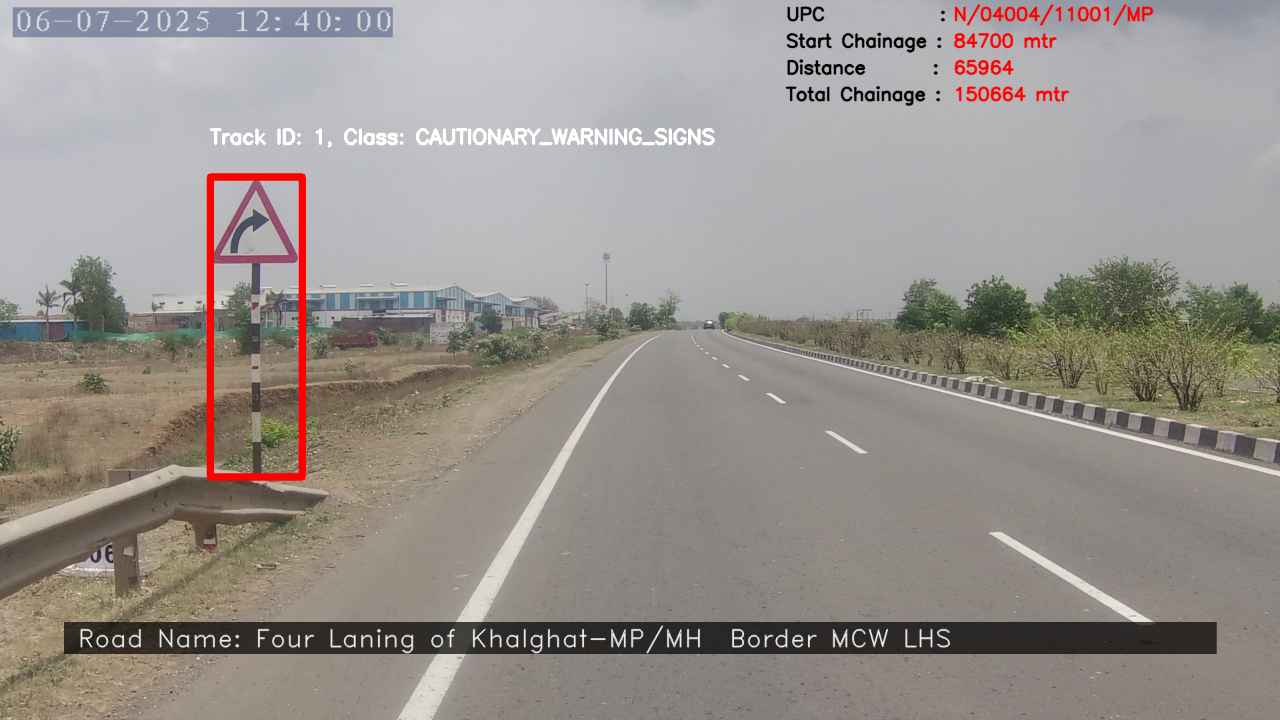 06-07-2025 12:40:00
UPC : N/04004/11001/MP
Start Chainage : 84700 mtr
Distance : 65964
Total Chainage : 150664 mtr
Track ID: 1, Class: CAUTIONARY_WARNING_SIGNS
Road Name: Four Laning of Khalghat-MP/MH Border MCW LHS